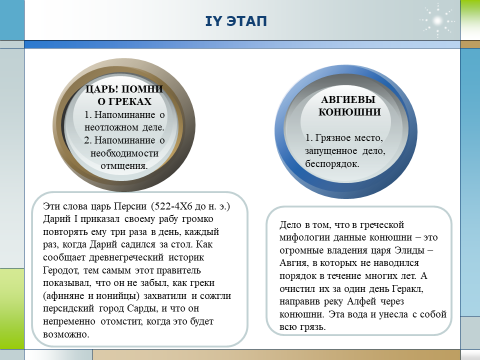 IY ЭТАП
ЦАРЬ! ПОМНИ
О ГРЕКАХ
1. Напоминание о
неотложном деле.
2. Напоминание о
необходимости
отмщения.
АВГИЕВЫ
КОНЮШНИ
1. Грязное место,
запущенное дело,
беспорядок.
Эти слова царь Персии (522-4Х6 до н. э.)
Дарий I приказал своему рабу громко
повторять ему три раза в день, каждый
раз, когда Дарий садился за стол. Как
сообщает древнегреческий историк
Геродот, тем самым этот правитель
показывал, что он не забыл, как греки
(афиняне и ионийцы) захватили и сожгли
персидский город Сарды, и что он
непременно отомстит, когда это будет
возможно.
Дело в том, что в греческой
мифологии данные конюшни – это
огромные владения царя Элиды –
Авгия, в которых не наводился
порядок в течение многих лет. А
очистил их за один день Геракл,
направив реку Алфей через
конюшни. Эта вода и унесла с собой
всю грязь.